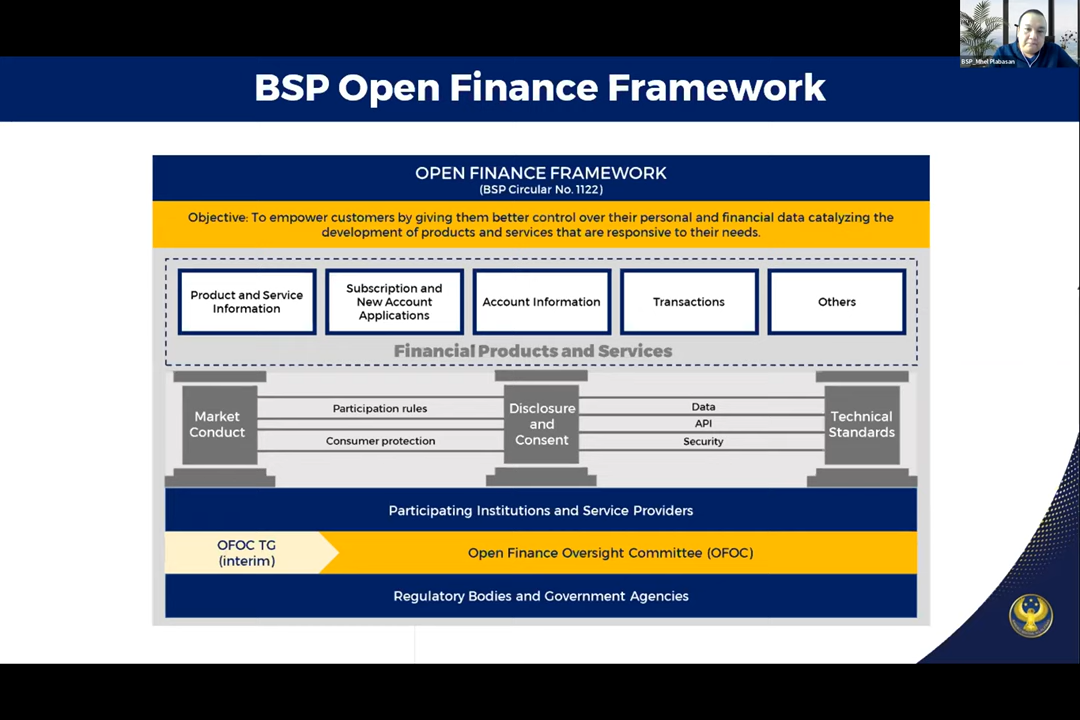 BSP_Mhel Plabasan
BSP Open Finance Framework
OPEN FINANCE FRAMEWORK
(BSP Circular No. 1122)
Objective: To empower customers by giving them better control over their personal and financial data catalyzing the
development of products and services that are responsive to their needs.
Product and Service
Information
Subscription and
New Account
Applications
Account Information
Transactions
Others
Financial Products and Services
Market
Conduct
Participation rules
Consumer protection
Disclosure
and
Consent
Data
API
Security
Technical
Standards
Participating Institutions and Service Providers
OFOC TG
(interim)
Open Finance Oversight Committee (OFOC)
Regulatory Bodies and Government Agencies